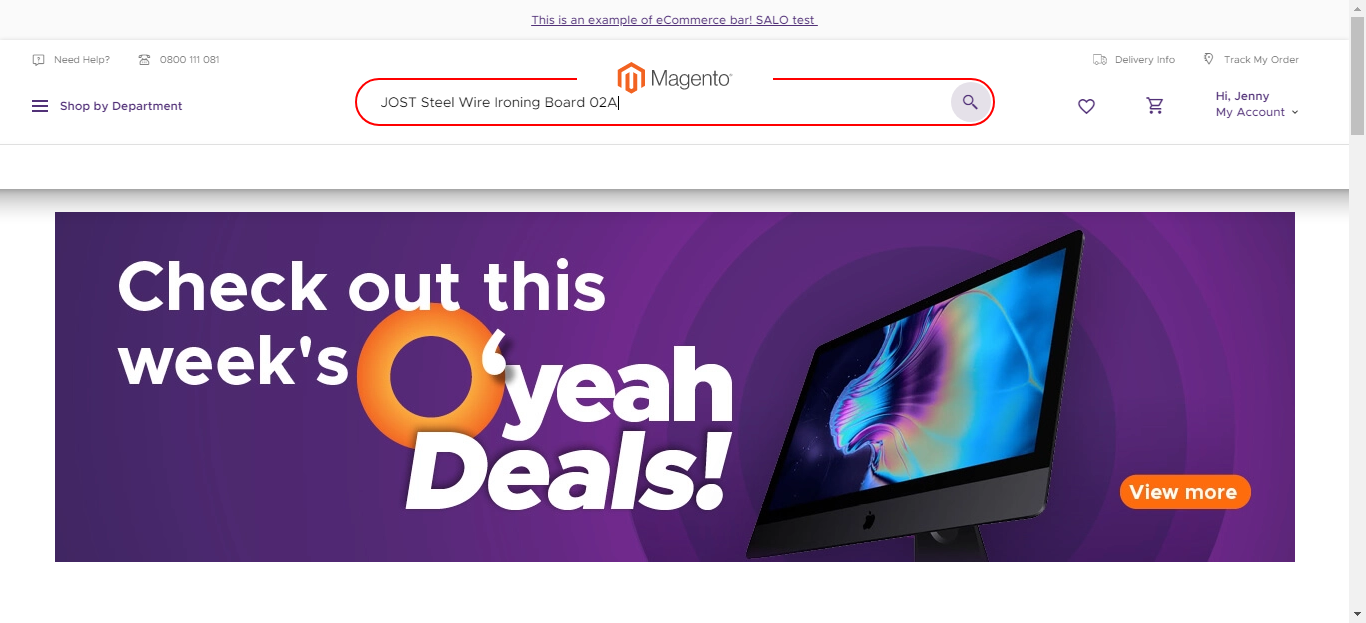 This is an example of eCommerce bar! SALO test
Need Help?
0800 111 081
Magento
Delivery Info
Track My Order
Shop by Department
JOST Steel Wire Ironing Board 02A
Hi, Jenny
My Account
Check out this
week's O'yeah
Deals!
View more